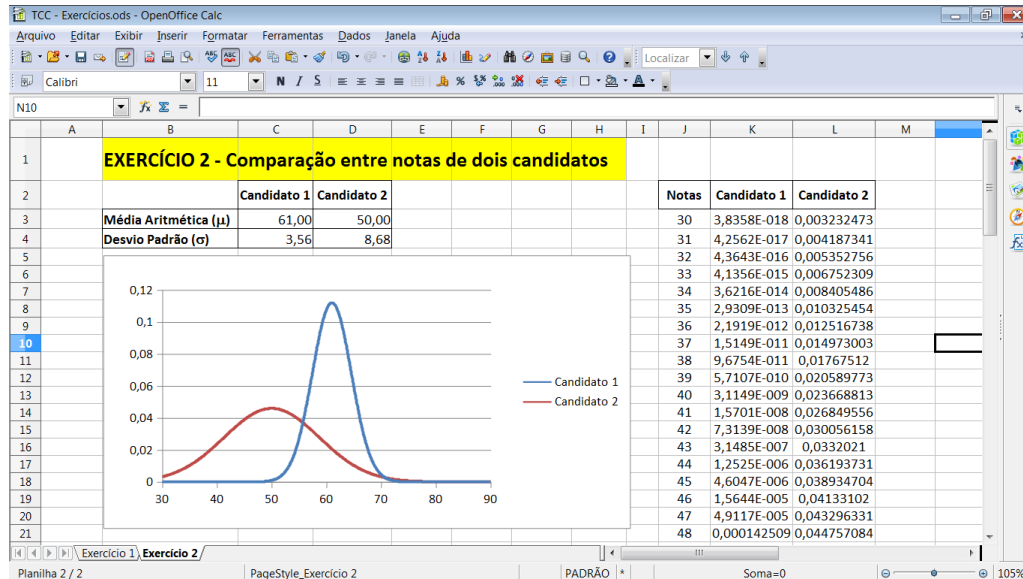 TCC - Exercícios.ods - OpenOffice Calc
Arquivo Editar Exibir Inserir Formatar Ferramentas Dados Janela Ajuda
Localizar
Calibri 11 N I S
N10
A B C D E F G H I J K L M
1 EXERCÍCIO 2 - Comparação entre notas de dois candidatos
2 Candidato 1 Candidato 2 Notas Candidato 1 Candidato 2
3 Média Aritmética (μ) 61,00 50,00 30 3,8358E-018 0,003232473
4 Desvio Padrão (σ) 3,56 8,68 31 4,2562E-017 0,004187341
5 32 4,3643E-016 0,005352756
6 33 4,1356E-015 0,006752309
7 34 3,6216E-014 0,008405486
8 35 2,9309E-013 0,010325454
9 36 2,1919E-012 0,012516738
10 37 1,5149E-011 0,014973003
11 38 9,6754E-011 0,01767512
12 39 5,7107E-010 0,020589773
13 40 3,1149E-009 0,023668813
14 41 1,5701E-008 0,026849556
15 42 7,3139E-008 0,030056158
16 43 3,1485E-007 0,0332021
17 44 1,2525E-006 0,036193731
18 45 4,6047E-006 0,038934704
19 46 1,5644E-005 0,04133102
20 47 4,9117E-005 0,043296331
21 48 0,000142509 0,044757084
0,12
0,1
0,08
0,06
0,04
0,02
0
30 40 50 60 70 80 90
Candidato 1
Candidato 2
Exercício 1 Exercício 2
Planilha 2 / 2 PageStyle_Exercício 2 PADRÃO * Soma=0 105%